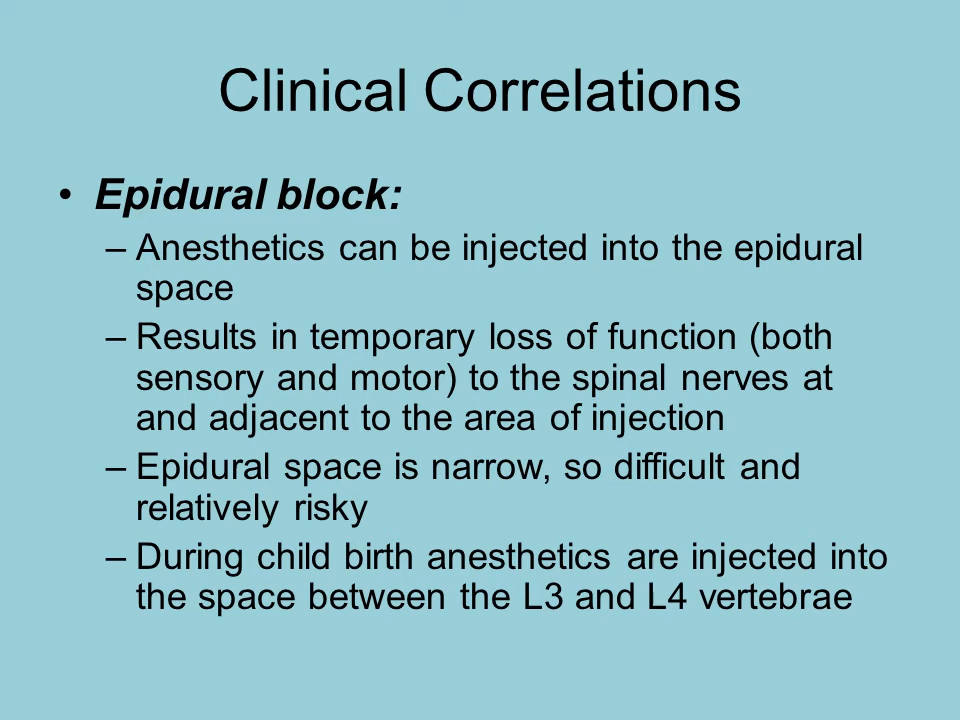 Clinical Correlations
• Epidural block:
– Anesthetics can be injected into the epidural
space
– Results in temporary loss of function (both
sensory and motor) to the spinal nerves at
and adjacent to the area of injection
– Epidural space is narrow, so difficult and
relatively risky
– During child birth anesthetics are injected into
the space between the L3 and L4 vertebrae